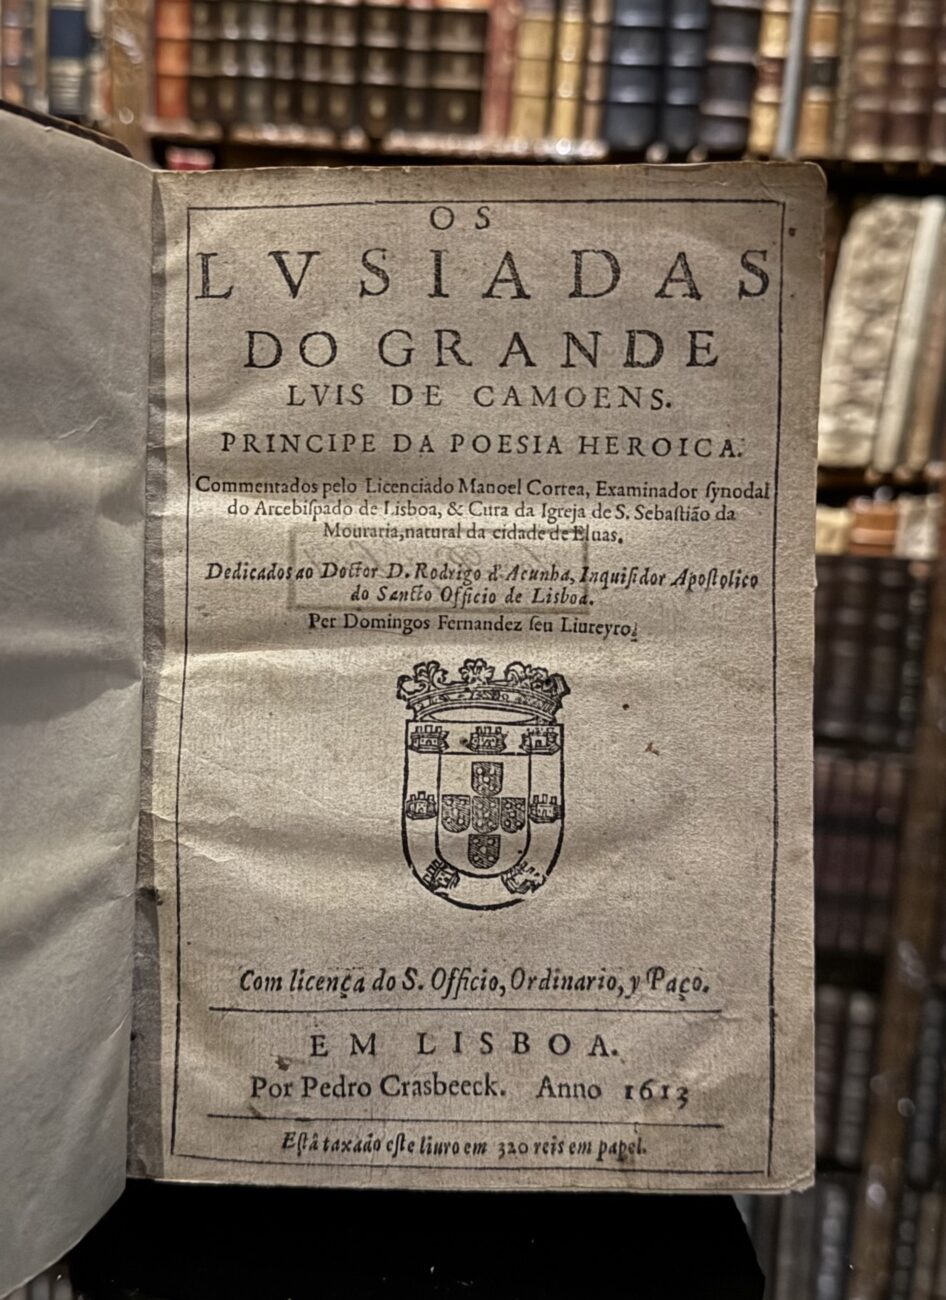 OS
LVSIADAS
DO GRANDE
LVIS DE CAMOENS.
PRINCIPE DA POESIA HEROICA.
Commentados pelo Licenciado Manoel Correa, Examinador ſynodal
do Arcebiſpado de Lisboa, & Cura da Igreja de S. Sebaſtião da
Mouraria, natural da cidade de Eluas.
Dedicados ao Doctor D. Rodrigo d'Acunha, Inquiſidor Apoſtolico
do Sancto Officio de Lisboa.
Per Domingos Fernandez ſeu Liureyro.
Com licença do S. Officio, Ordinario, y Paço.
EM LISBOA.
Por Pedro Crasbeeck. Anno 1613
Eſtâ taxado eſte liuro em 320 reis em papel.